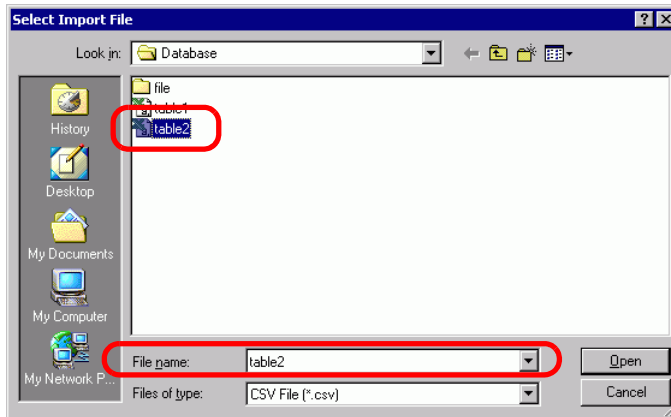 Select Import File
Look in: Database
file
table1
table2
History
Desktop
My Documents
My Computer
My Network P...
File name: table2 Open
Files of type: CSV File (*.csv) Cancel